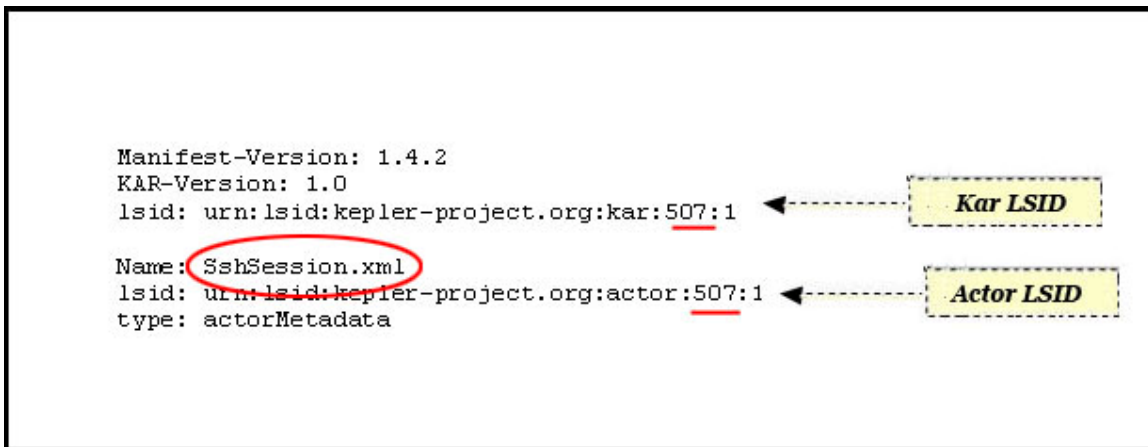 Manifest-Version: 1.4.2
KAR-Version: 1.0
lsid: urn:lsid:kepler-project.org:kar:507:1
Kar LSID
Name: SshSession.xml
lsid: urn:lsid:kepler-project.org:actor:507:1
Actor LSID
type: actorMetadata